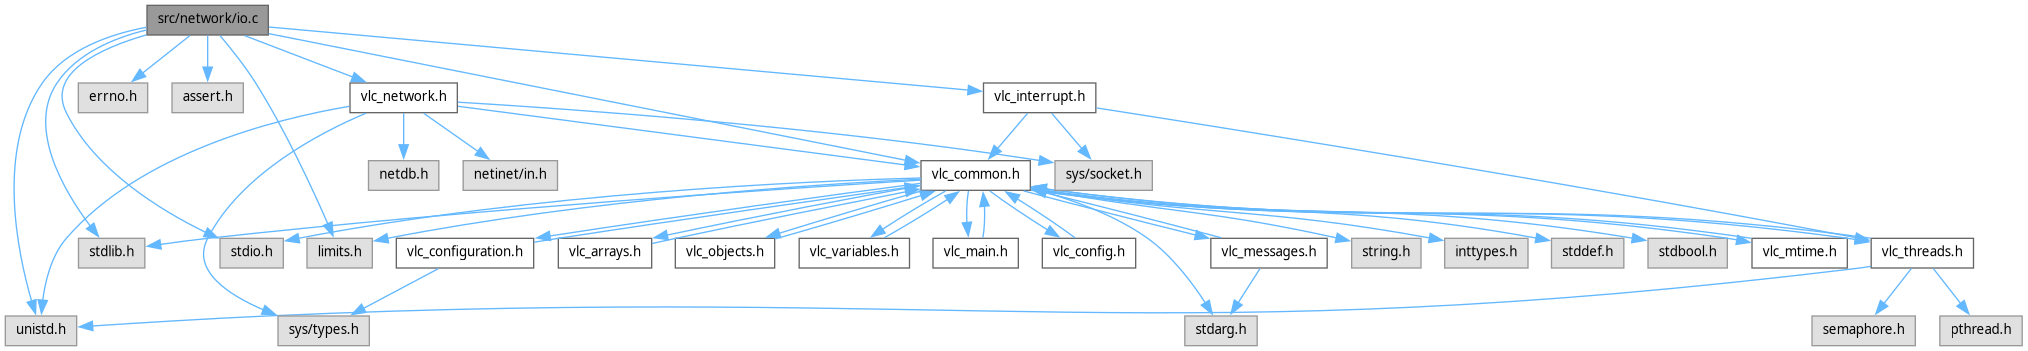 src/network/io.c
errno.h
assert.h
vlc_network.h
vlc_interrupt.h
netdb.h
netinet/in.h
vlc_common.h
sys/socket.h
stdlib.h
stdio.h
limits.h
vlc_configuration.h
vlc_arrays.h
vlc_objects.h
vlc_variables.h
vlc_main.h
vlc_config.h
vlc_messages.h
string.h
inttypes.h
stddef.h
stdbool.h
vlc_mtime.h
vlc_threads.h
unistd.h
sys/types.h
stdarg.h
semaphore.h
pthread.h